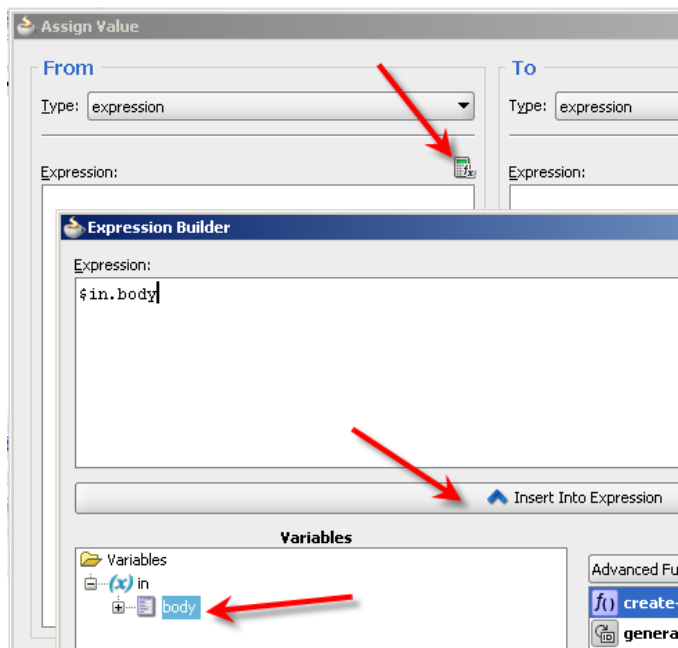 Assign Value
From
To
Type: expression
Type: expression
Expression:
Expression:
Expression Builder
Expression:
$in.body
Insert Into Expression
Variables
Variables
(x) in
body
Advanced Fu
f() create-
genera